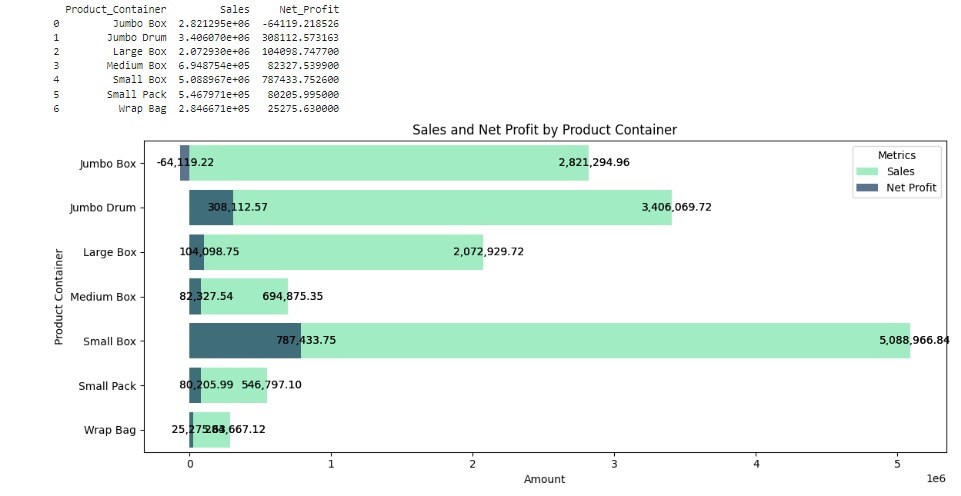 Product_Container Sales Net_Profit
0 Jumbo Box 2.821295e+06 -64119.218526
1 Jumbo Drum 3.406070e+06 308112.573163
2 Large Box 2.072930e+06 104098.747700
3 Medium Box 6.948754e+05 82327.539900
4 Small Box 5.088967e+06 787433.752600
5 Small Pack 5.467971e+05 80205.995000
6 Wrap Bag 2.846671e+05 25275.630000
Sales and Net Profit by Product Container
Metrics
Sales
Net Profit
Product Container
Jumbo Box -64,119.22 2,821,294.96
Jumbo Drum 308,112.57 3,406,069.72
Large Box 104,098.75 2,072,929.72
Medium Box 82,327.54 694,875.35
Small Box 787,433.75 5,088,966.84
Small Pack 80,205.99 546,797.10
Wrap Bag 25,275.63 284,667.12
0 1 2 3 4 5
1e6
Amount